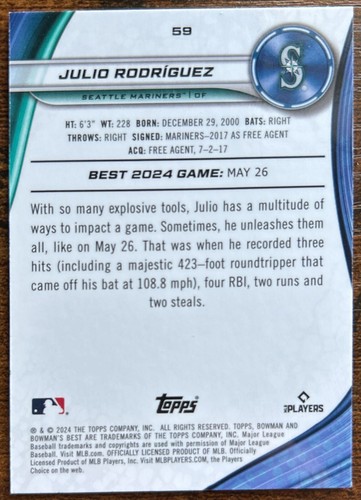 59
S
JULIO RODRÍGUEZ
SEATTLE MARINERS | OF
HT: 6'3" WT: 228 BORN: DECEMBER 29, 2000 BATS: RIGHT
THROWS: RIGHT SIGNED: MARINERS–2017 AS FREE AGENT
ACQ: FREE AGENT, 7-2-17
BEST 2024 GAME: MAY 26
With so many explosive tools, Julio has a multitude of
ways to impact a game. Sometimes, he unleashes them
all, like on May 26. That was when he recorded three
hits (including a majestic 423–foot roundtripper that
came off his bat at 108.8 mph), four RBI, two runs and
two steals.
MLB
Topps
PLAYERS
® & © 2024 THE TOPPS COMPANY, INC. ALL RIGHTS RESERVED. TOPPS, BOWMAN AND
BOWMAN'S BEST ARE TRADEMARKS OF THE TOPPS COMPANY, INC. Major League
Baseball trademarks and copyrights are used with permission of Major League
Baseball. Visit MLB.com. OFFICIALLY LICENSED PRODUCT OF MLB. Officially
Licensed Product of MLB Players, Inc. Visit MLBPLAYERS.com, the Players
Choice on the web.